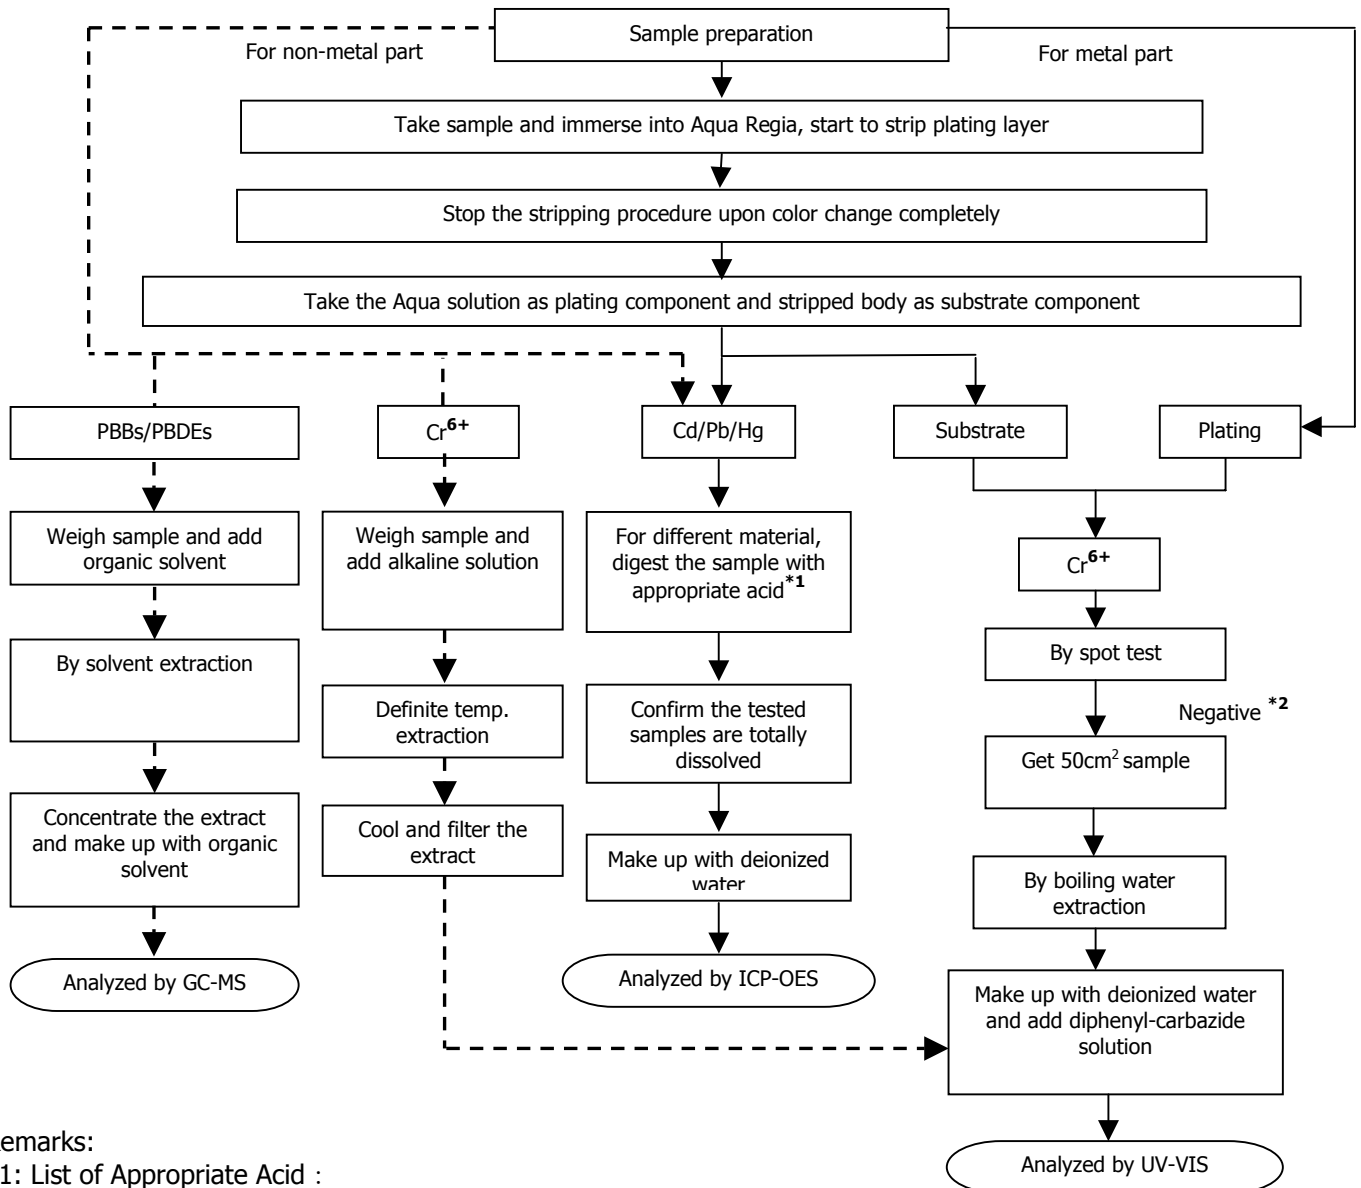 Sample preparation
For non-metal part
For metal part
Take sample and immerse into Aqua Regia, start to strip plating layer
Stop the stripping procedure upon color change completely
Take the Aqua solution as plating component and stripped body as substrate component
PBBs/PBDEs
Cr6+
Cd/Pb/Hg
Substrate
Plating
Weigh sample and add
organic solvent
Weigh sample and
add alkaline solution
For different material,
digest the sample with
appropriate acid*1
Cr6+
By solvent extraction
Definite temp.
extraction
Confirm the tested
samples are totally
dissolved
By spot test
Negative *2
Get 50cm2 sample
Concentrate the extract
and make up with organic
solvent
Cool and filter the
extract
Make up with deionized
water
By boiling water
extraction
Analyzed by GC-MS
Analyzed by ICP-OES
Make up with deionized water
and add diphenyl-carbazide
solution
Analyzed by UV-VIS
emarks:
1: List of Appropriate Acid :